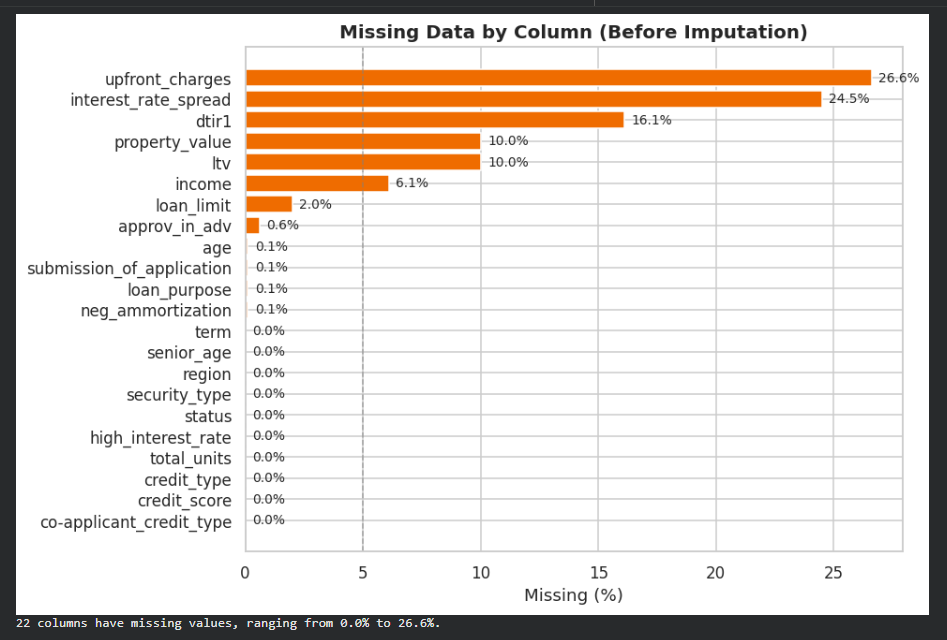 Missing Data by Column (Before Imputation)
upfront_charges 26.6%
interest_rate_spread 24.5%
dtir1 16.1%
property_value 10.0%
ltv 10.0%
income 6.1%
loan_limit 2.0%
approv_in_adv 0.6%
age 0.1%
submission_of_application 0.1%
loan_purpose 0.1%
neg_ammortization 0.1%
term 0.0%
senior_age 0.0%
region 0.0%
security_type 0.0%
status 0.0%
high_interest_rate 0.0%
total_units 0.0%
credit_type 0.0%
credit_score 0.0%
co-applicant_credit_type 0.0%
0 5 10 15 20 25
Missing (%)
22 columns have missing values, ranging from 0.0% to 26.6%.